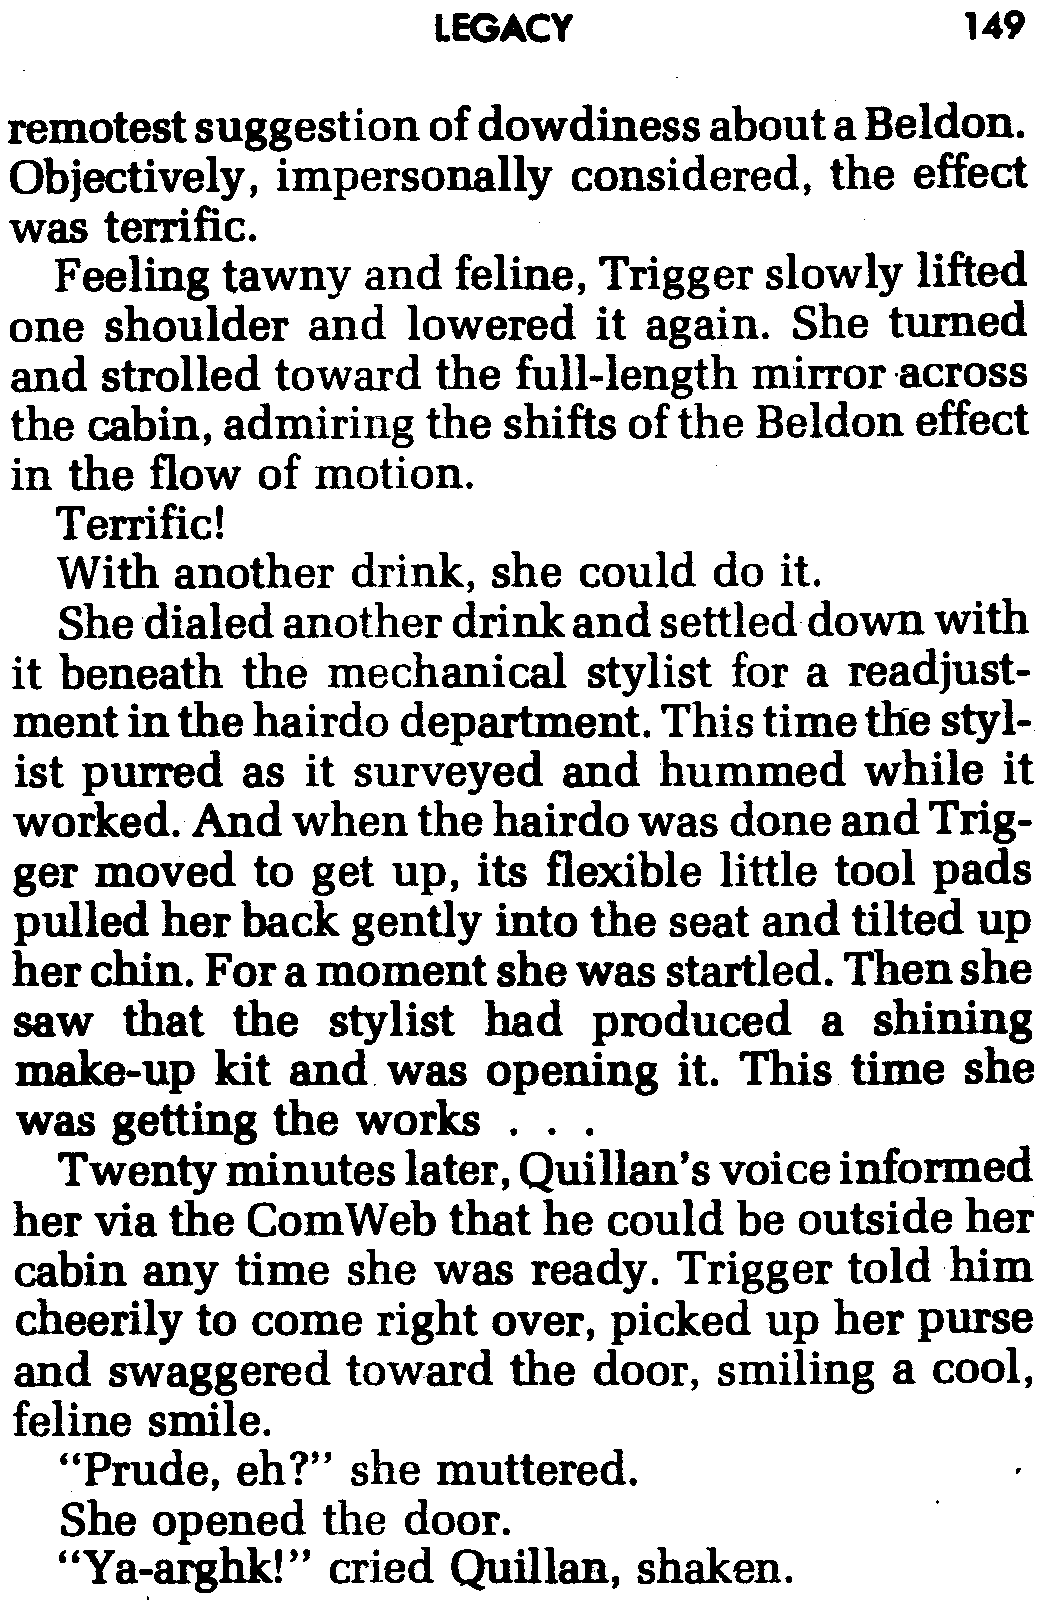 LEGACY 149
remotest suggestion of dowdiness about a Beldon.
Objectively, impersonally considered, the effect
was terrific.
Feeling tawny and feline, Trigger slowly lifted
one shoulder and lowered it again. She turned
and strolled toward the full-length mirror across
the cabin, admiring the shifts of the Beldon effect
in the flow of motion.
Terrific!
With another drink, she could do it.
She dialed another drink and settled down with
it beneath the mechanical stylist for a readjust-
ment in the hairdo department. This time the styl-
ist purred as it surveyed and hummed while it
worked. And when the hairdo was done and Trig-
ger moved to get up, its flexible little tool pads
pulled her back gently into the seat and tilted up
her chin. For a moment she was startled. Then she
saw that the stylist had produced a shining
make-up kit and was opening it. This time she
was getting the works . . .
Twenty minutes later, Quillan's voice informed
her via the ComWeb that he could be outside her
cabin any time she was ready. Trigger told him
cheerily to come right over, picked up her purse
and swaggered toward the door, smiling a cool,
feline smile.
"Prude, eh?" she muttered.
She opened the door.
"Ya-arghk!" cried Quillan, shaken.